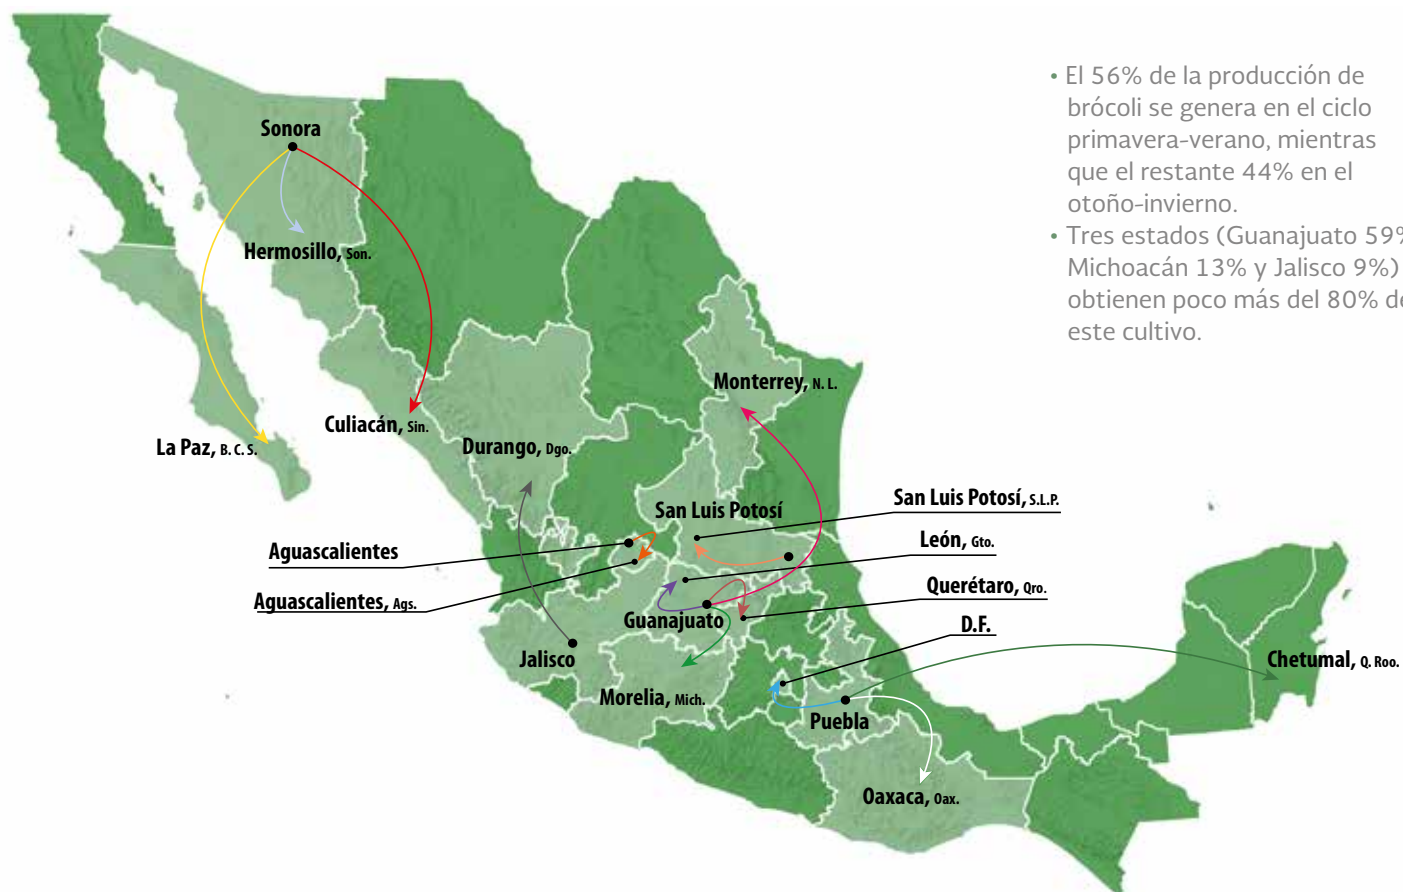 • El 56% de la producción de
brócoli se genera en el ciclo
primavera-verano, mientras
que el restante 44% en el
otoño-invierno.
• Tres estados (Guanajuato 59%
Michoacán 13% y Jalisco 9%)
obtienen poco más del 80% de
este cultivo.
Sonora
Hermosillo, Son.
Monterrey, N. L.
Culiacán, Sin.
La Paz, B. C. S.
Durango, Dgo.
San Luis Potosí, S.L.P.
San Luis Potosí
León, Gto.
Aguascalientes
Querétaro, Qro.
Aguascalientes, Ags.
Guanajuato
D.F.
Jalisco
Chetumal, Q. Roo.
Morelia, Mich.
Puebla
Oaxaca, Oax.